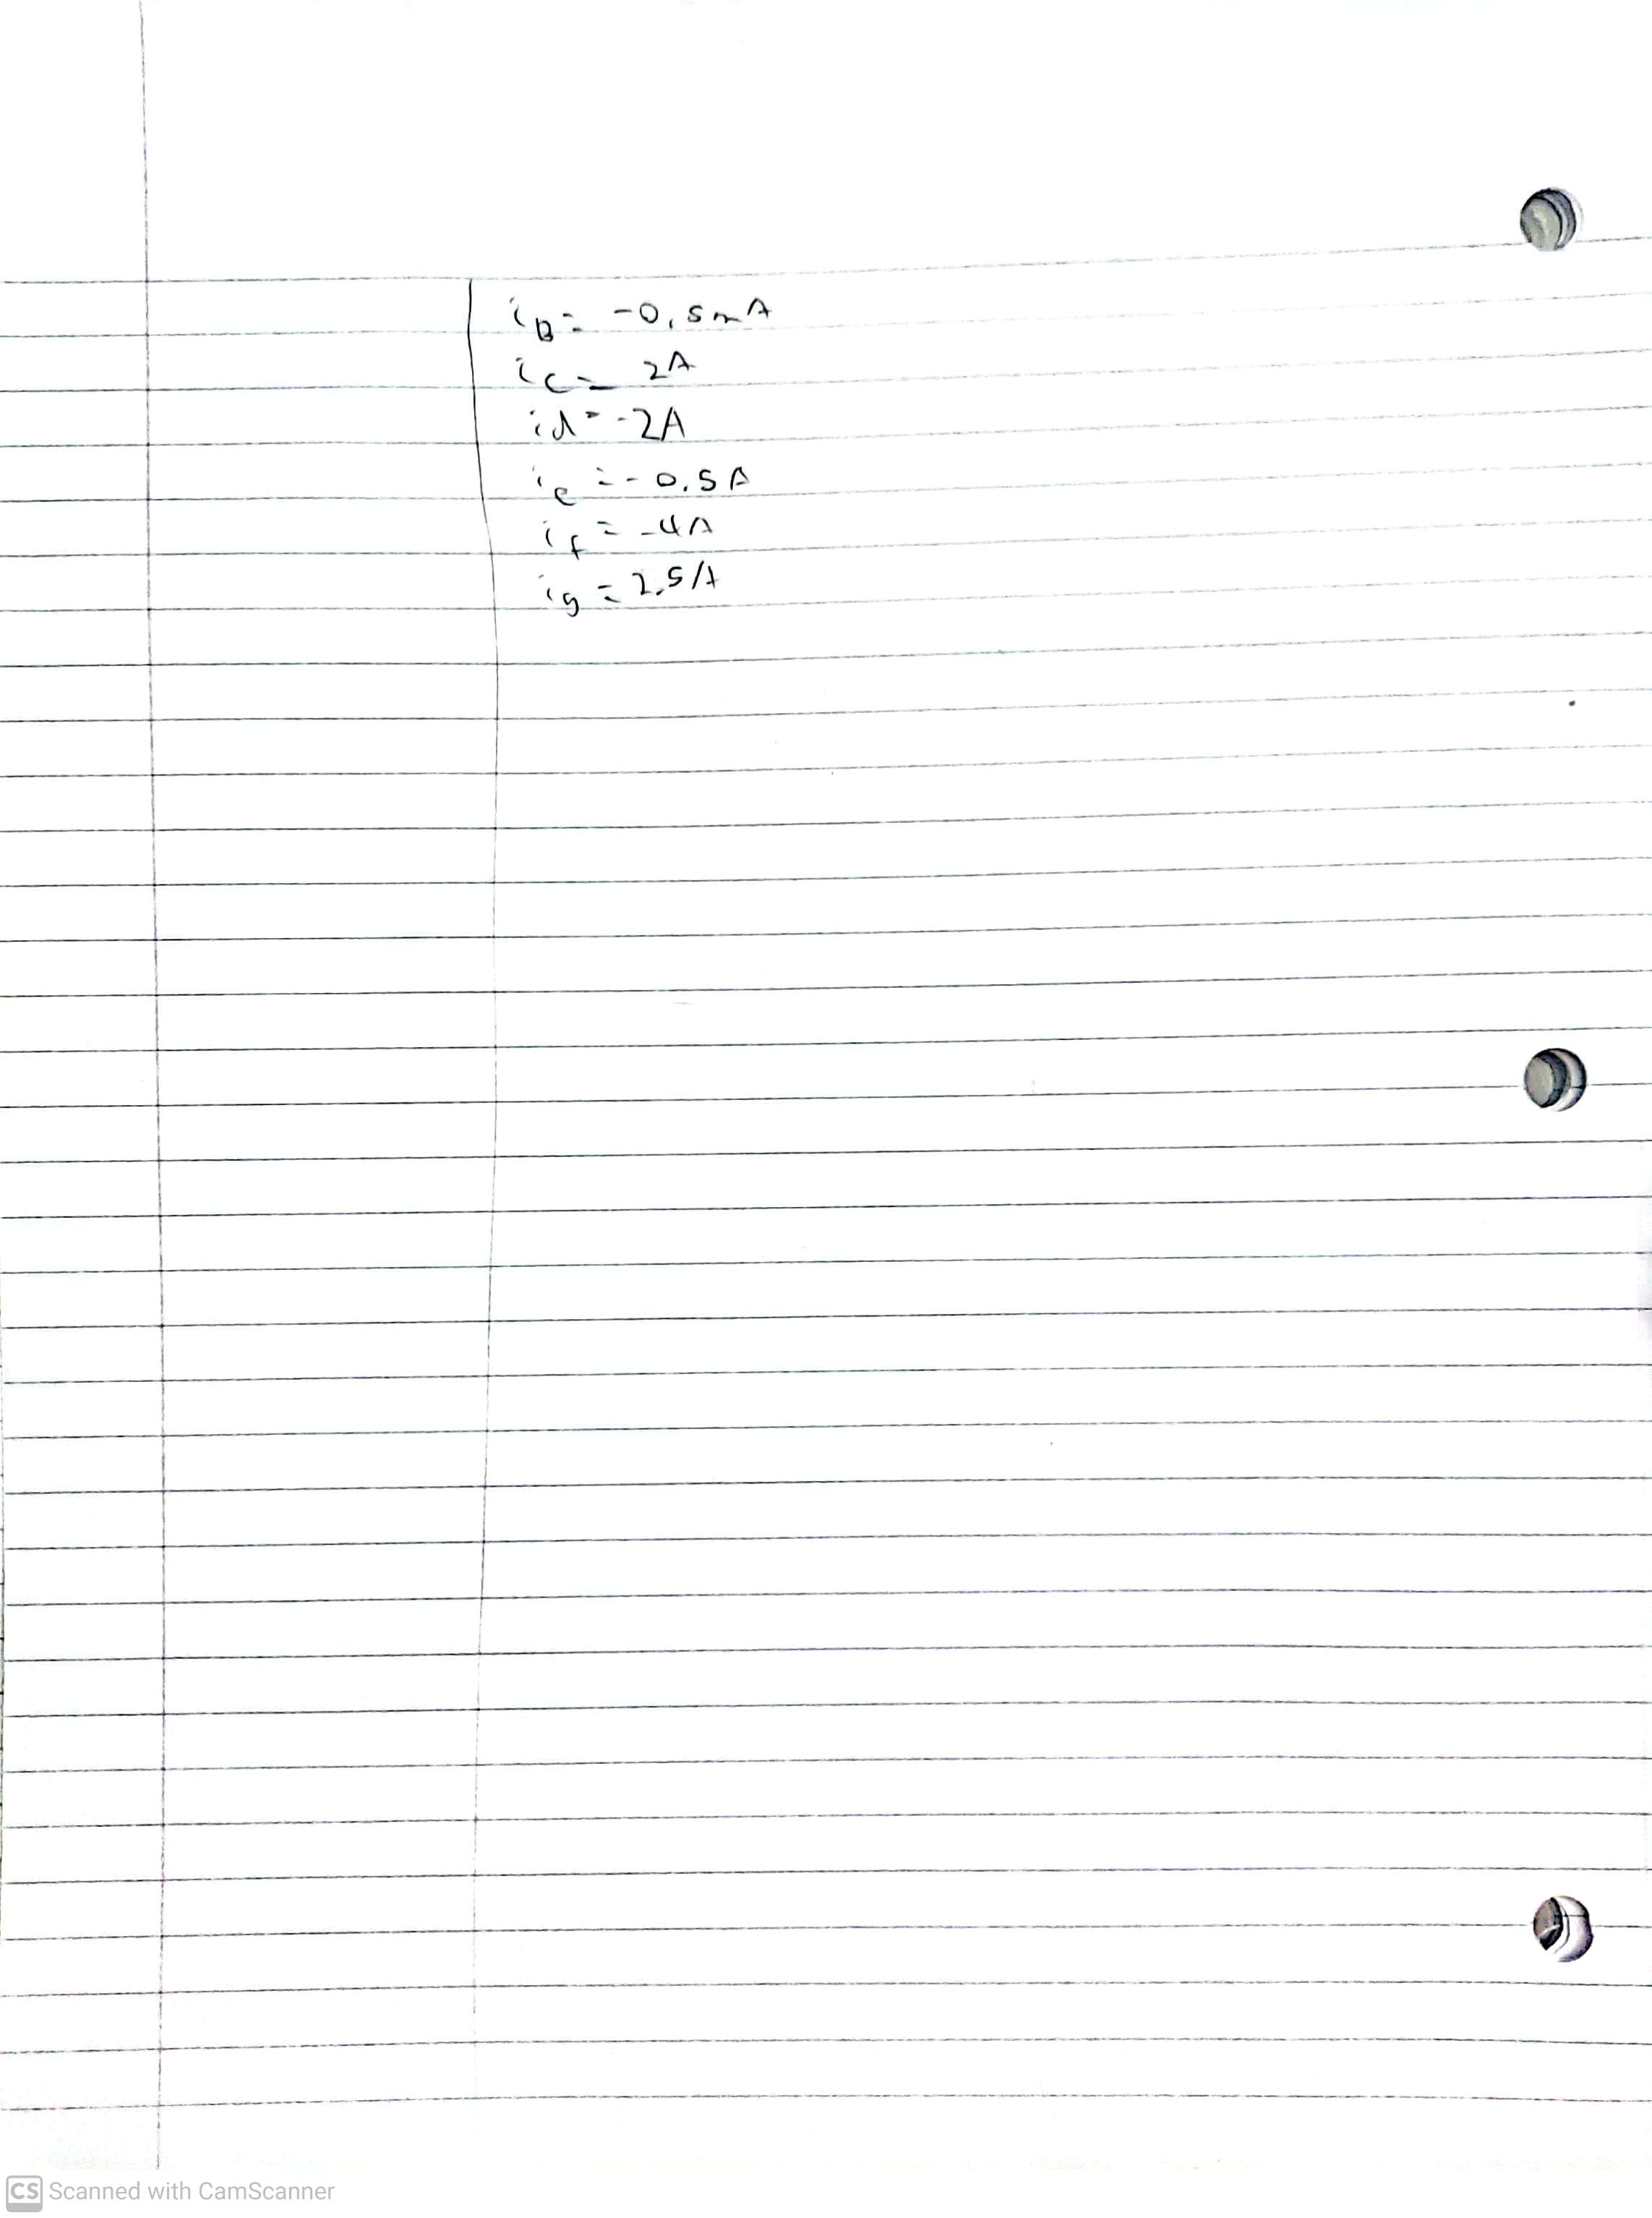 i_B = -0,5mA
i_C = 2A
i_d = -2A
i_e = -0.5A
i_f = -4A
i_g = 2,5A
CS Scanned with CamScanner